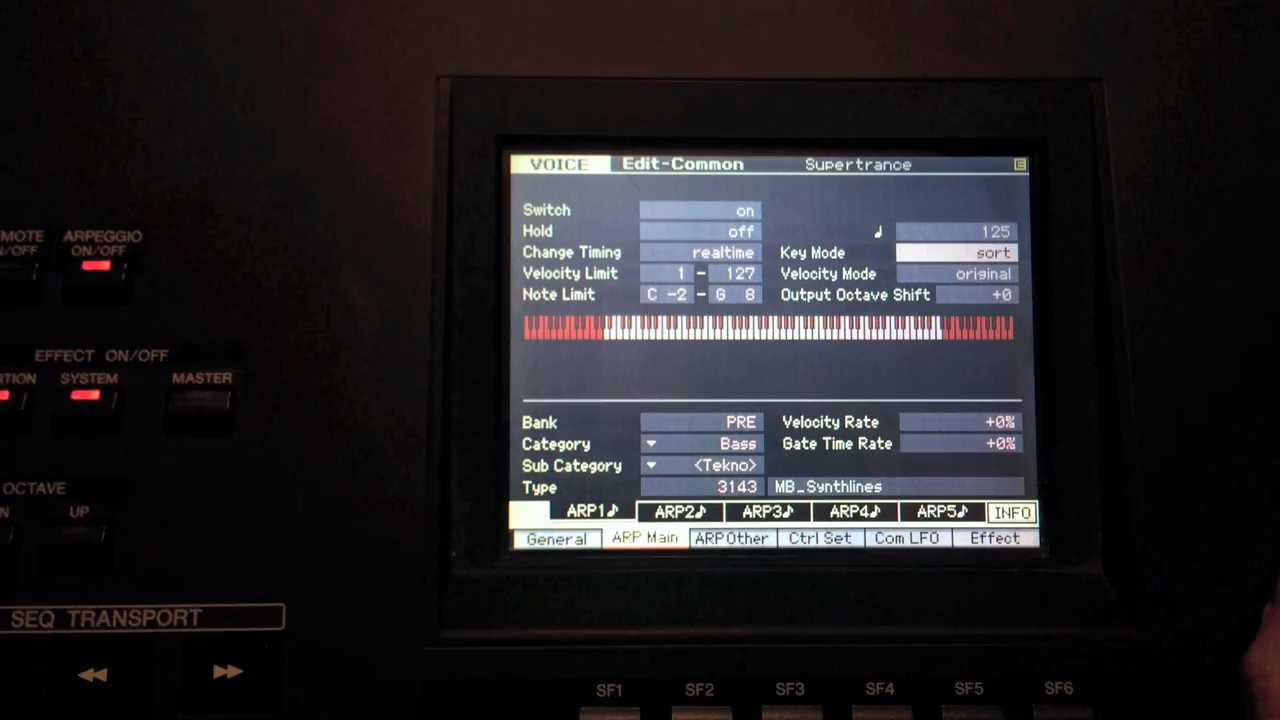 VOICE Edit-Common Supertrance E
Switch on
Hold off ♩ 125
Change Timing realtime Key Mode sort
Velocity Limit 1 - 127 Velocity Mode original
Note Limit C -2 - G 8 Output Octave Shift +0
Bank PRE Velocity Rate +0%
Category Bass Gate Time Rate +0%
Sub Category <Tekno>
Type 3143 MB_Synthlines
ARP1♪ ARP2♪ ARP3♪ ARP4♪ ARP5♪ INFO
General ARP Main ARP Other Ctrl Set Com LFO Effect
ARPEGGIO
ON/OFF
EFFECT ON/OFF
SYSTEM MASTER
OCTAVE
UP
SEQ TRANSPORT
SF1 SF2 SF3 SF4 SF5 SF6